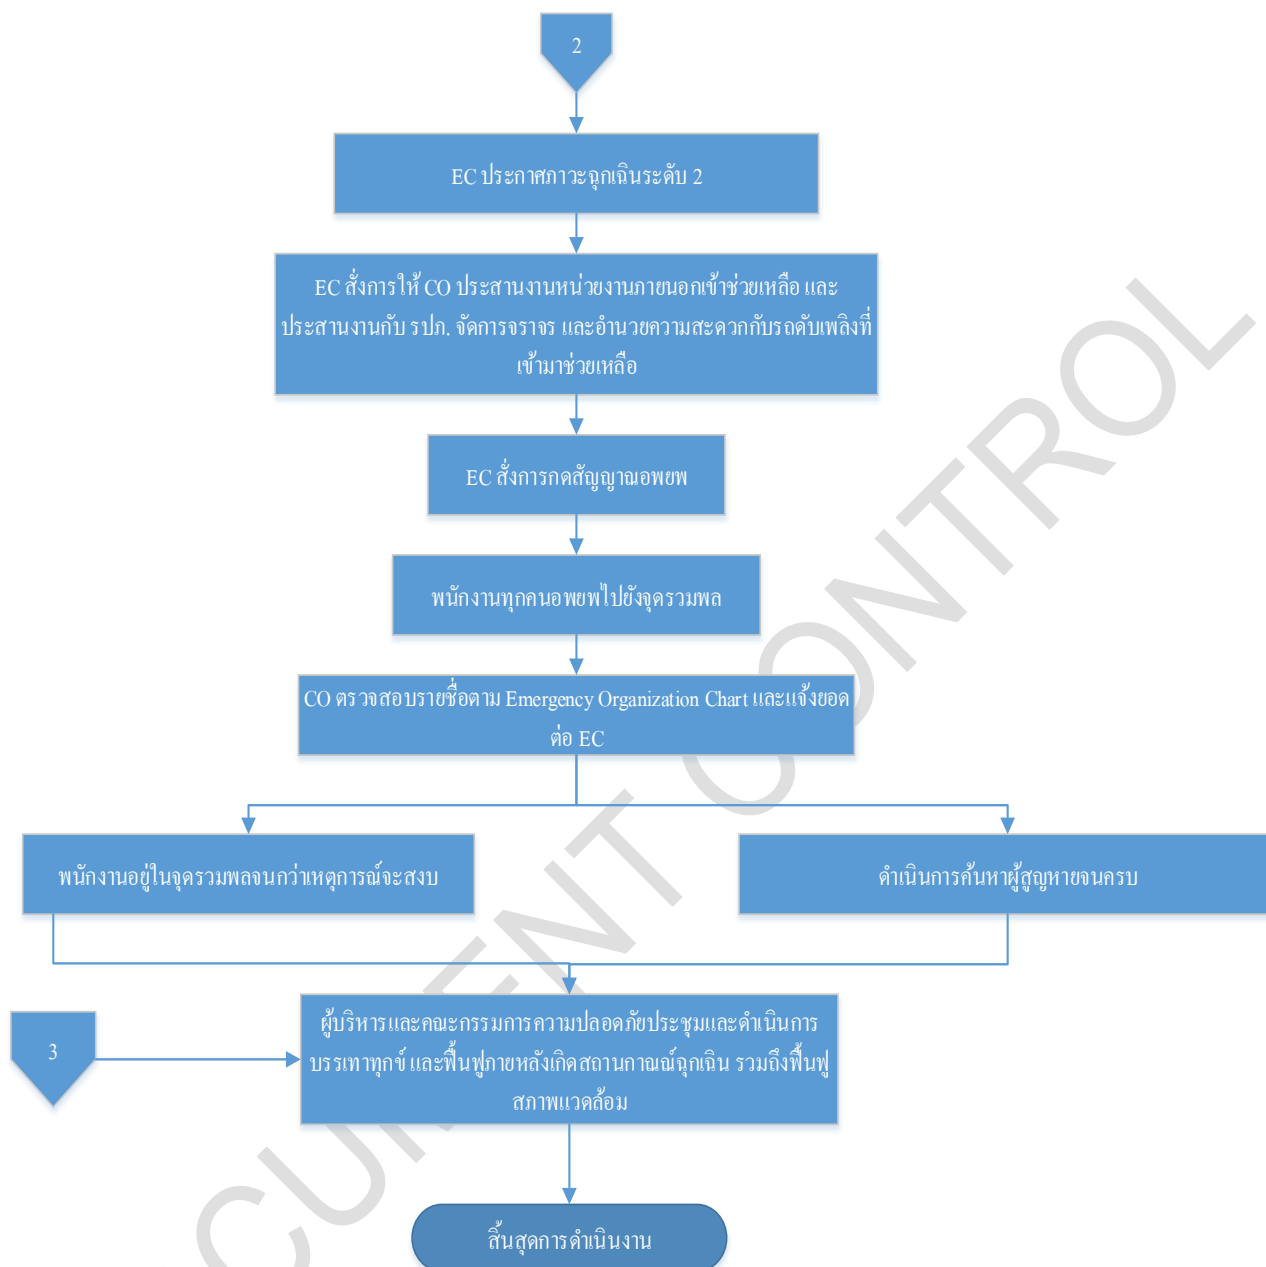 2
EC ประกาศภาวะฉุกเฉินระดับ 2
EC สั่งการให้ CO ประสานงานหน่วยงานภายนอกเข้าช่วยเหลือ และ
ประสานงานกับ รปภ. จัดการจราจร และอำนวยความสะดวกกับรถดับเพลิงที่
เข้ามาช่วยเหลือ
EC สั่งการกดสัญญาณอพยพ
พนักงานทุกคนอพยพไปยังจุดรวมพล
CO ตรวจสอบรายชื่อตาม Emergency Organization Chart และแจ้งยอด
ต่อ EC
พนักงานอยู่ในจุดรวมพลจนกว่าเหตุการณ์จะสงบ
ดำเนินการค้นหาผู้สูญหายจนครบ
3
ผู้บริหารและคณะกรรมการความปลอดภัยประชุมและดำเนินการ
บรรเทาทุกข์ และฟื้นฟูภายหลังเกิดสถานกาณณ์ฉุกเฉิน รวมถึงฟื้นฟู
สภาพแวดล้อม
สิ้นสุดการดำเนินงาน
CUMENT CONTROL